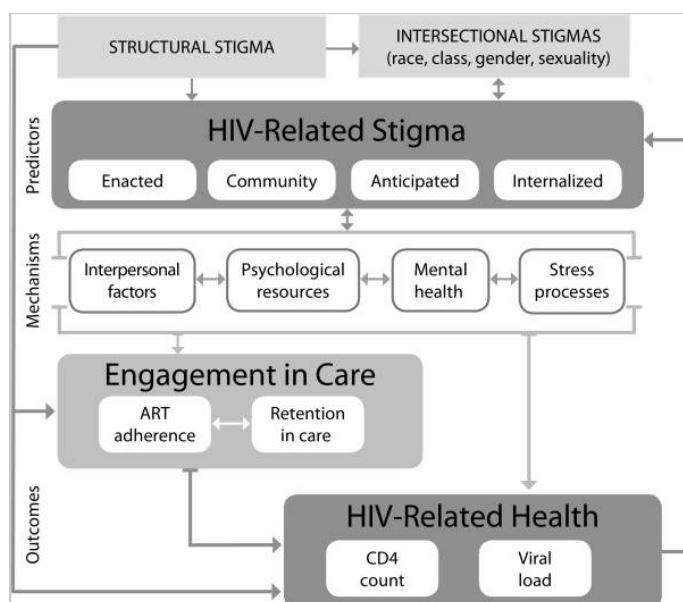 STRUCTURAL STIGMA
INTERSECTIONAL STIGMAS
(race, class, gender, sexuality)
Predictors
HIV-Related Stigma
Enacted
Community
Anticipated
Internalized
Mechanisms
Interpersonal
factors
Psychological
resources
Mental
health
Stress
processes
Engagement in Care
ART
adherence
Retention
in care
Outcomes
HIV-Related Health
CD4
count
Viral
load